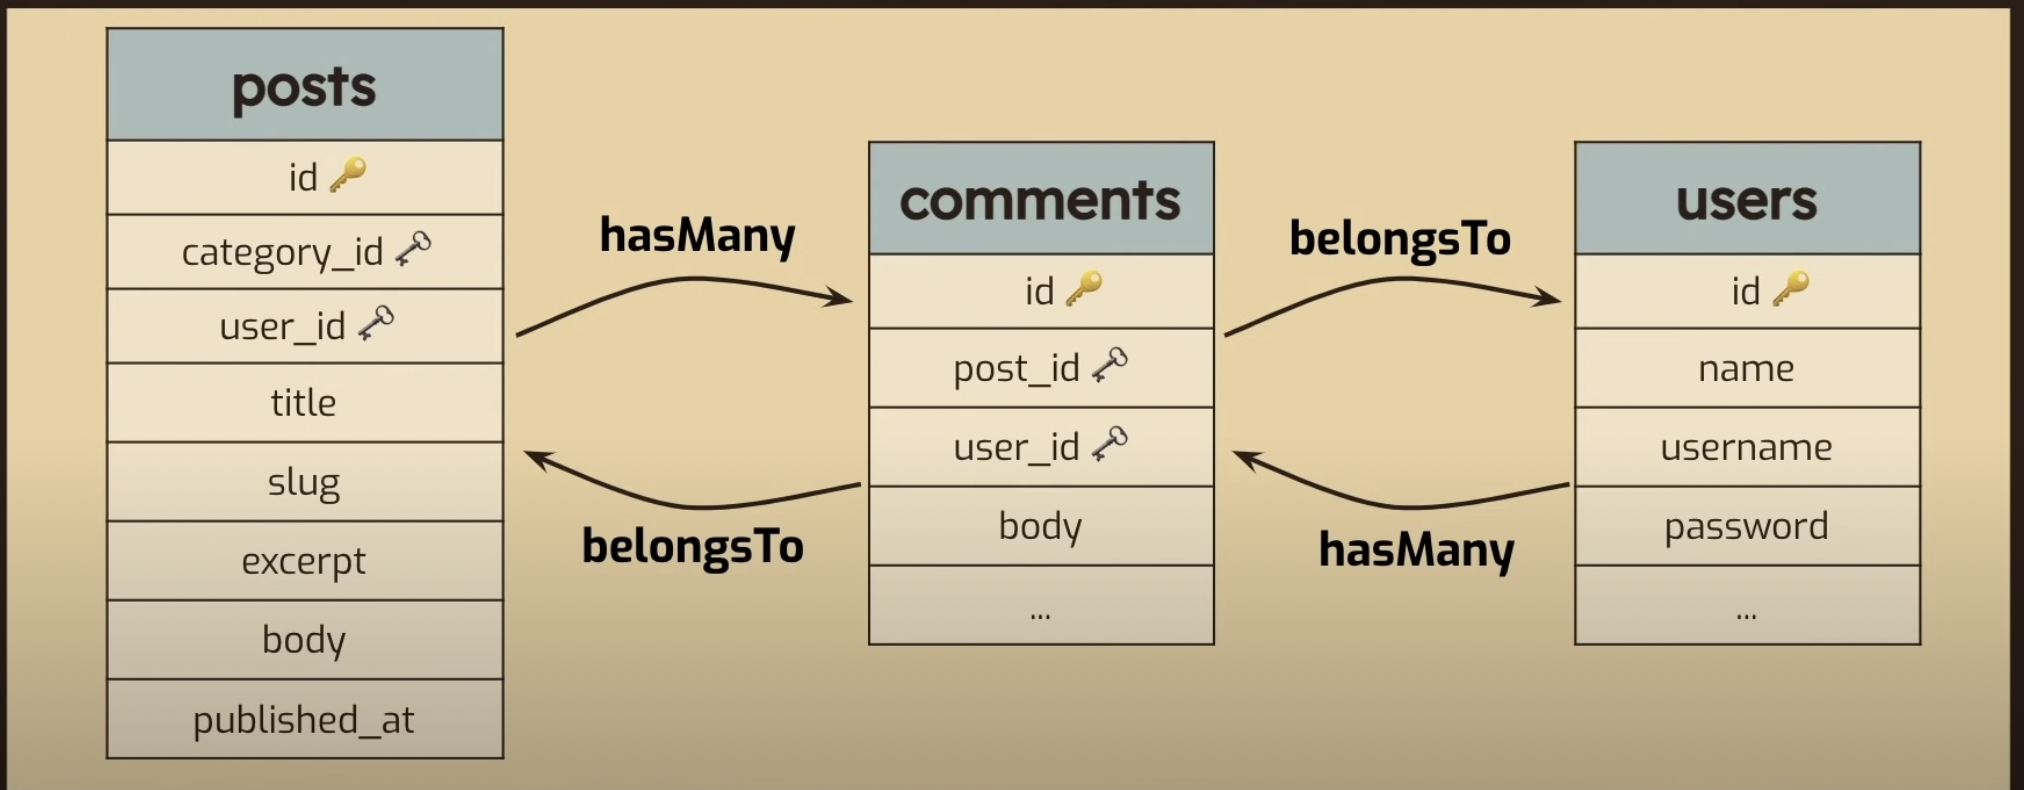 posts
id
category_id
user_id
title
slug
excerpt
body
published_at
hasMany
belongsTo
comments
id
post_id
user_id
body
...
belongsTo
hasMany
users
id
name
username
password
...